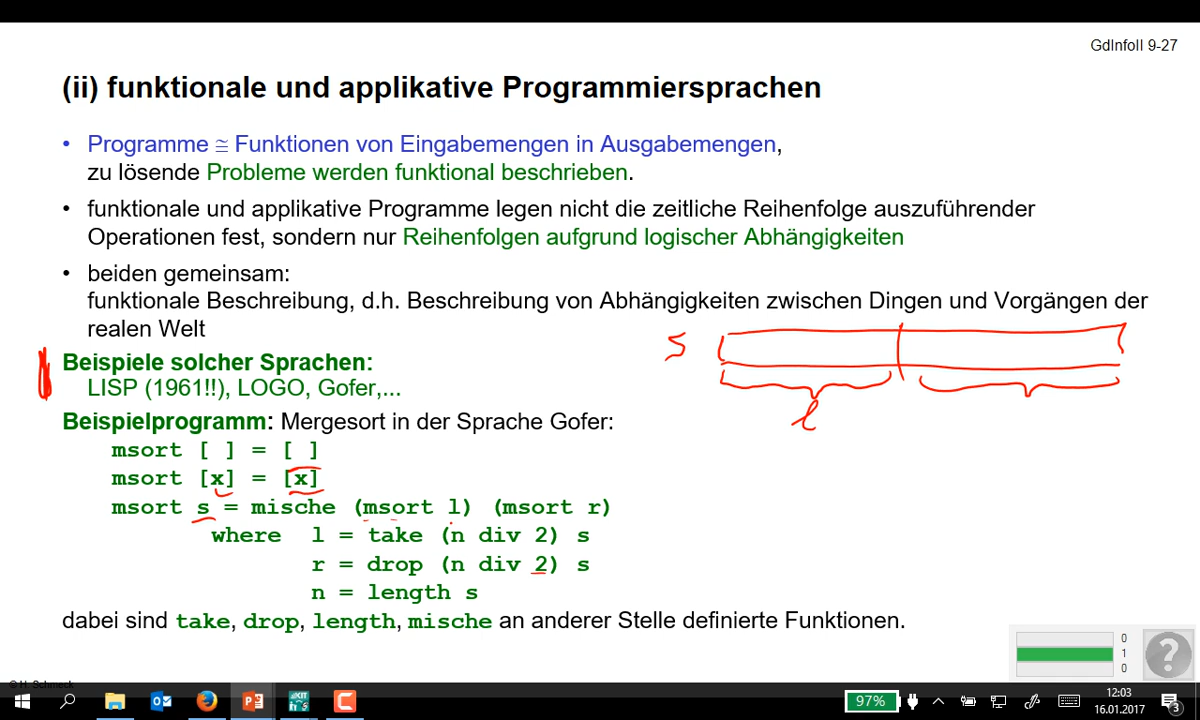 GdInfoII 9-27
(ii) funktionale und applikative Programmiersprachen
• Programme ≅ Funktionen von Eingabemengen in Ausgabemengen,
zu lösende Probleme werden funktional beschrieben.
• funktionale und applikative Programme legen nicht die zeitliche Reihenfolge auszuführender
Operationen fest, sondern nur Reihenfolgen aufgrund logischer Abhängigkeiten
• beiden gemeinsam:
funktionale Beschreibung, d.h. Beschreibung von Abhängigkeiten zwischen Dingen und Vorgängen der
realen Welt
s
Beispiele solcher Sprachen:
LISP (1961!!), LOGO, Gofer,...
l
Beispielprogramm: Mergesort in der Sprache Gofer:
msort [ ] = [ ]
msort [x] = [x]
msort s = mische (msort l) (msort r)
where l = take (n div 2) s
r = drop (n div 2) s
n = length s
dabei sind take, drop, length, mische an anderer Stelle definierte Funktionen.
0
1
0
?
© H. Schmeck
97%
12:03
16.01.2017
3